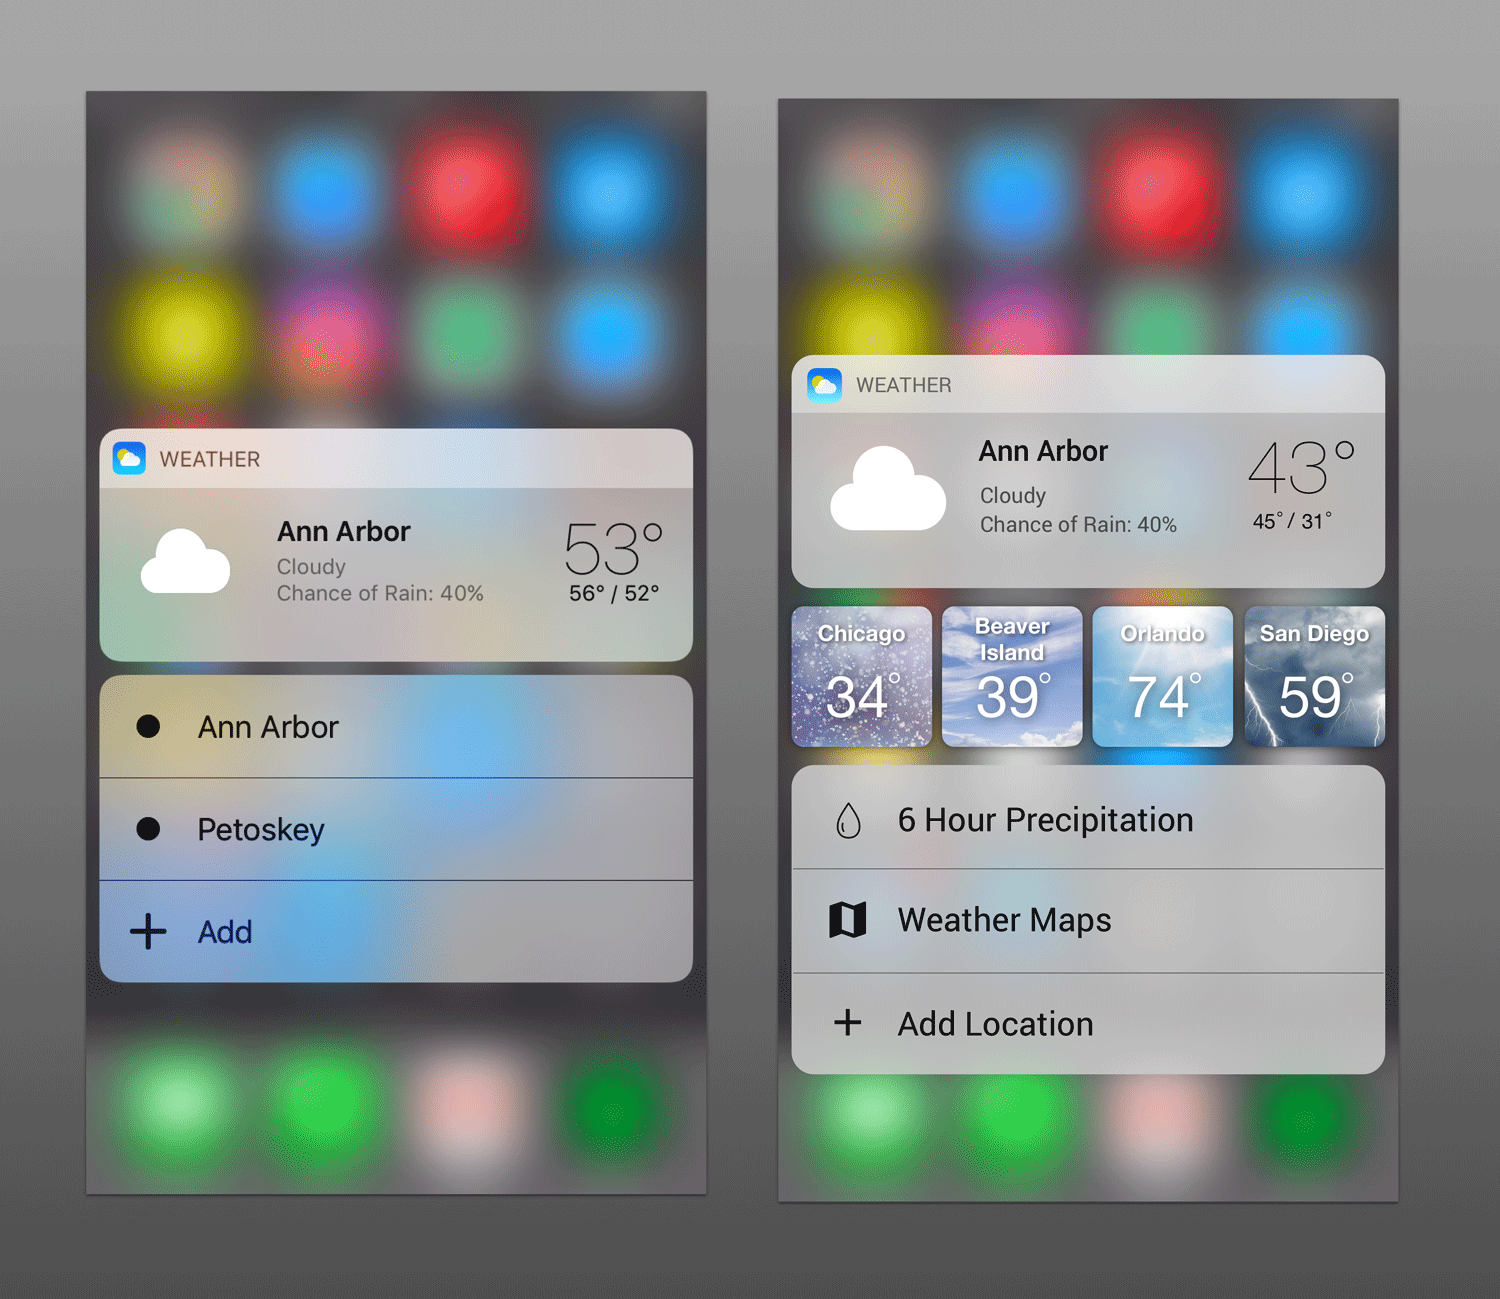 WEATHER
Ann Arbor
Cloudy
Chance of Rain: 40%
53°
56° / 52°
Ann Arbor
Petoskey
Add
WEATHER
Ann Arbor
Cloudy
Chance of Rain: 40%
43°
45° / 31°
Chicago
34°
Beaver
Island
39°
Orlando
74°
San Diego
59°
6 Hour Precipitation
Weather Maps
Add Location